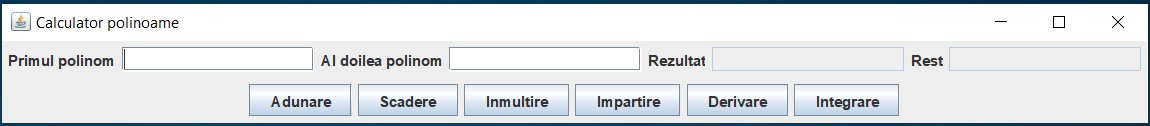 Calculator polinoame
Primul polinom Al doilea polinom Rezultat Rest
Adunare Scadere Inmultire Impartire Derivare Integrare